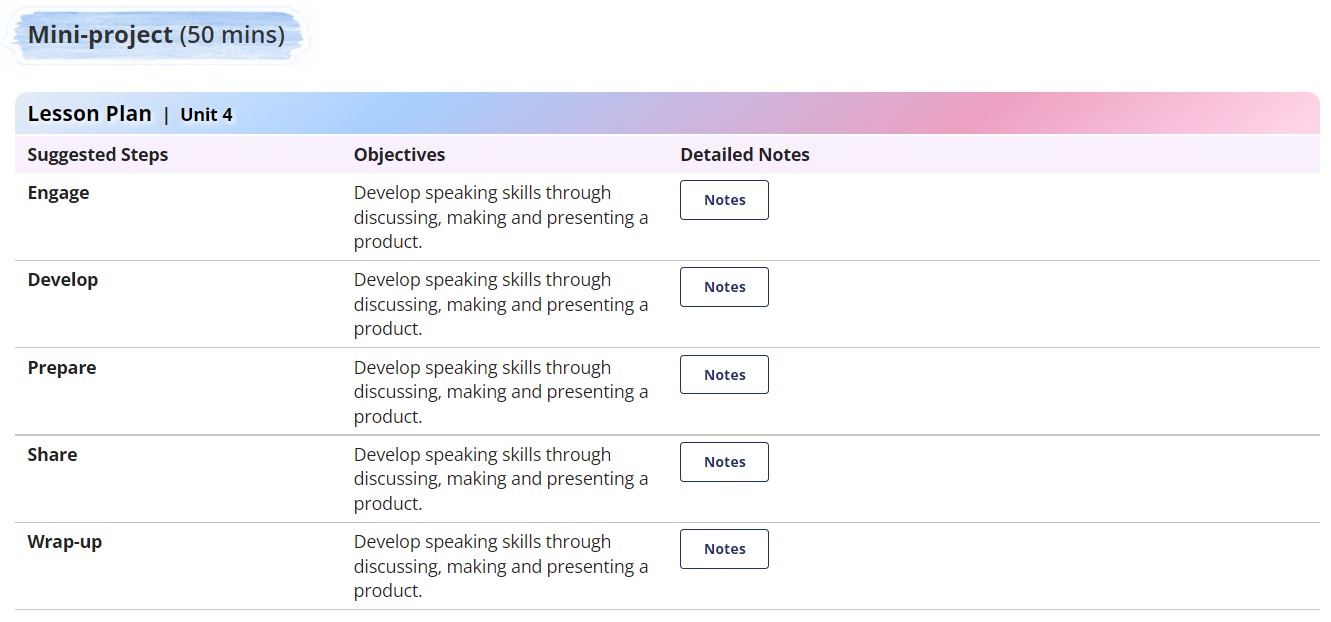 Mini-project (50 mins)
Lesson Plan | Unit 4
Suggested Steps Objectives Detailed Notes
Engage Develop speaking skills through Notes
discussing, making and presenting a
product.
Develop Develop speaking skills through Notes
discussing, making and presenting a
product.
Prepare Develop speaking skills through Notes
discussing, making and presenting a
product.
Share Develop speaking skills through Notes
discussing, making and presenting a
product.
Wrap-up Develop speaking skills through Notes
discussing, making and presenting a
product.